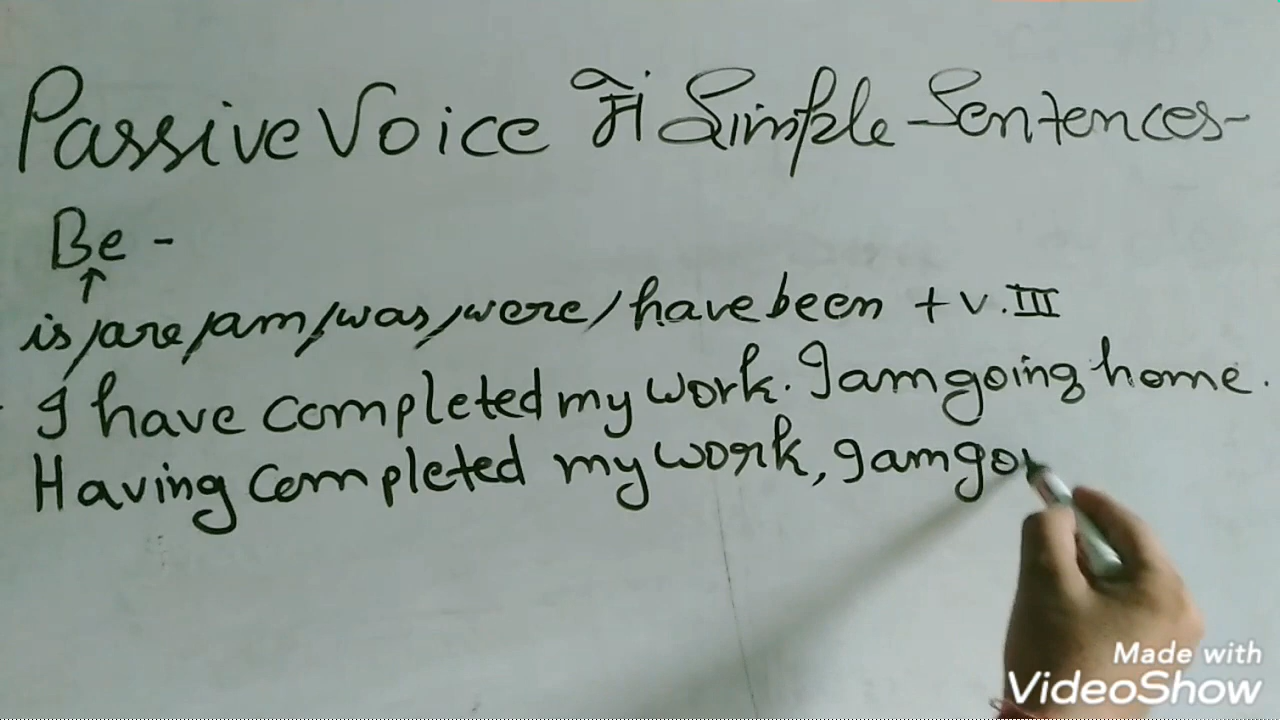 Passive Voice में Simple Sentences-
Be -
↑
is/are/am/was/were/have been + V.III
I have completed my work. I am going home.
Having completed my work, I am go
Made with
VideoShow